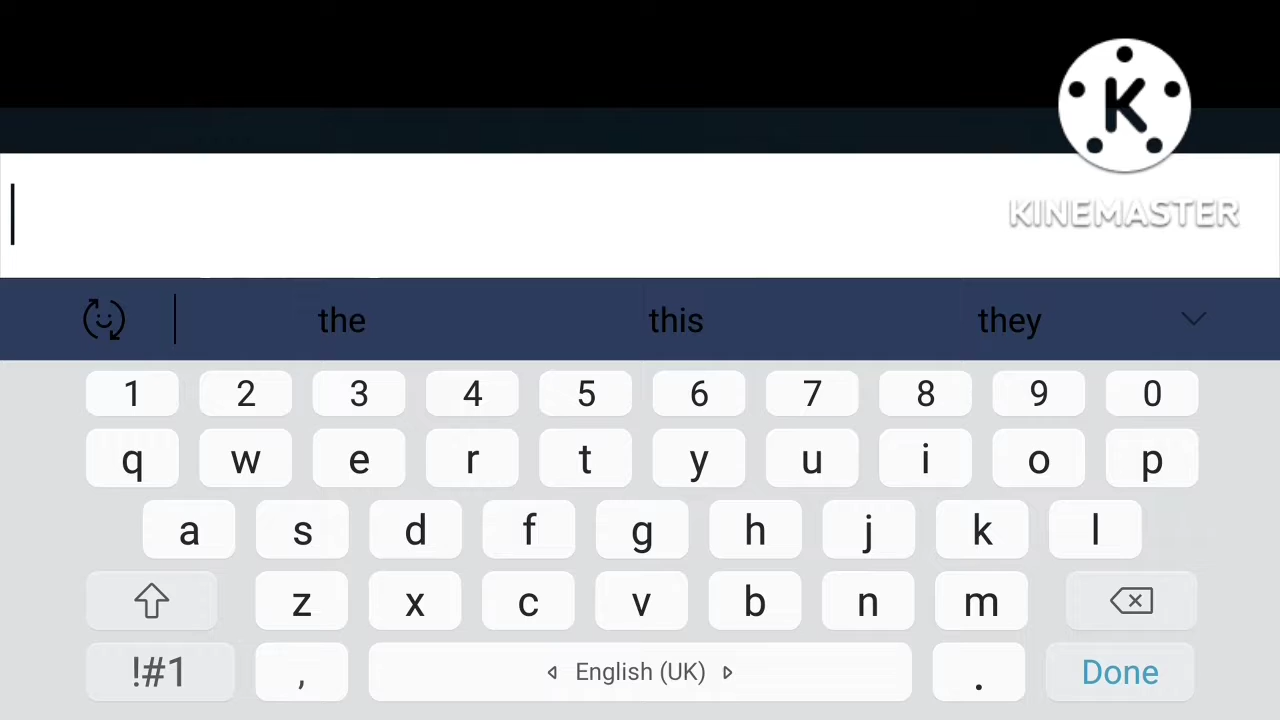 K
KINEMASTER
the this they
1 2 3 4 5 6 7 8 9 0
q w e r t y u i o p
a s d f g h j k l
z x c v b n m
!#1 , English (UK) . Done